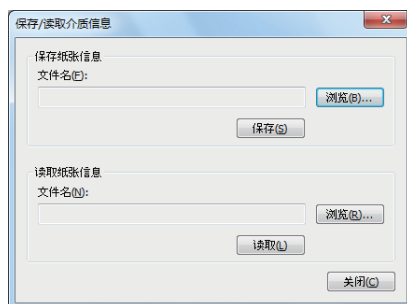 保存/读取介质信息
保存纸张信息
文件名(F):
浏览(B)...
保存(S)
读取纸张信息
文件名(N):
浏览(R)...
读取(L)
关闭(C)